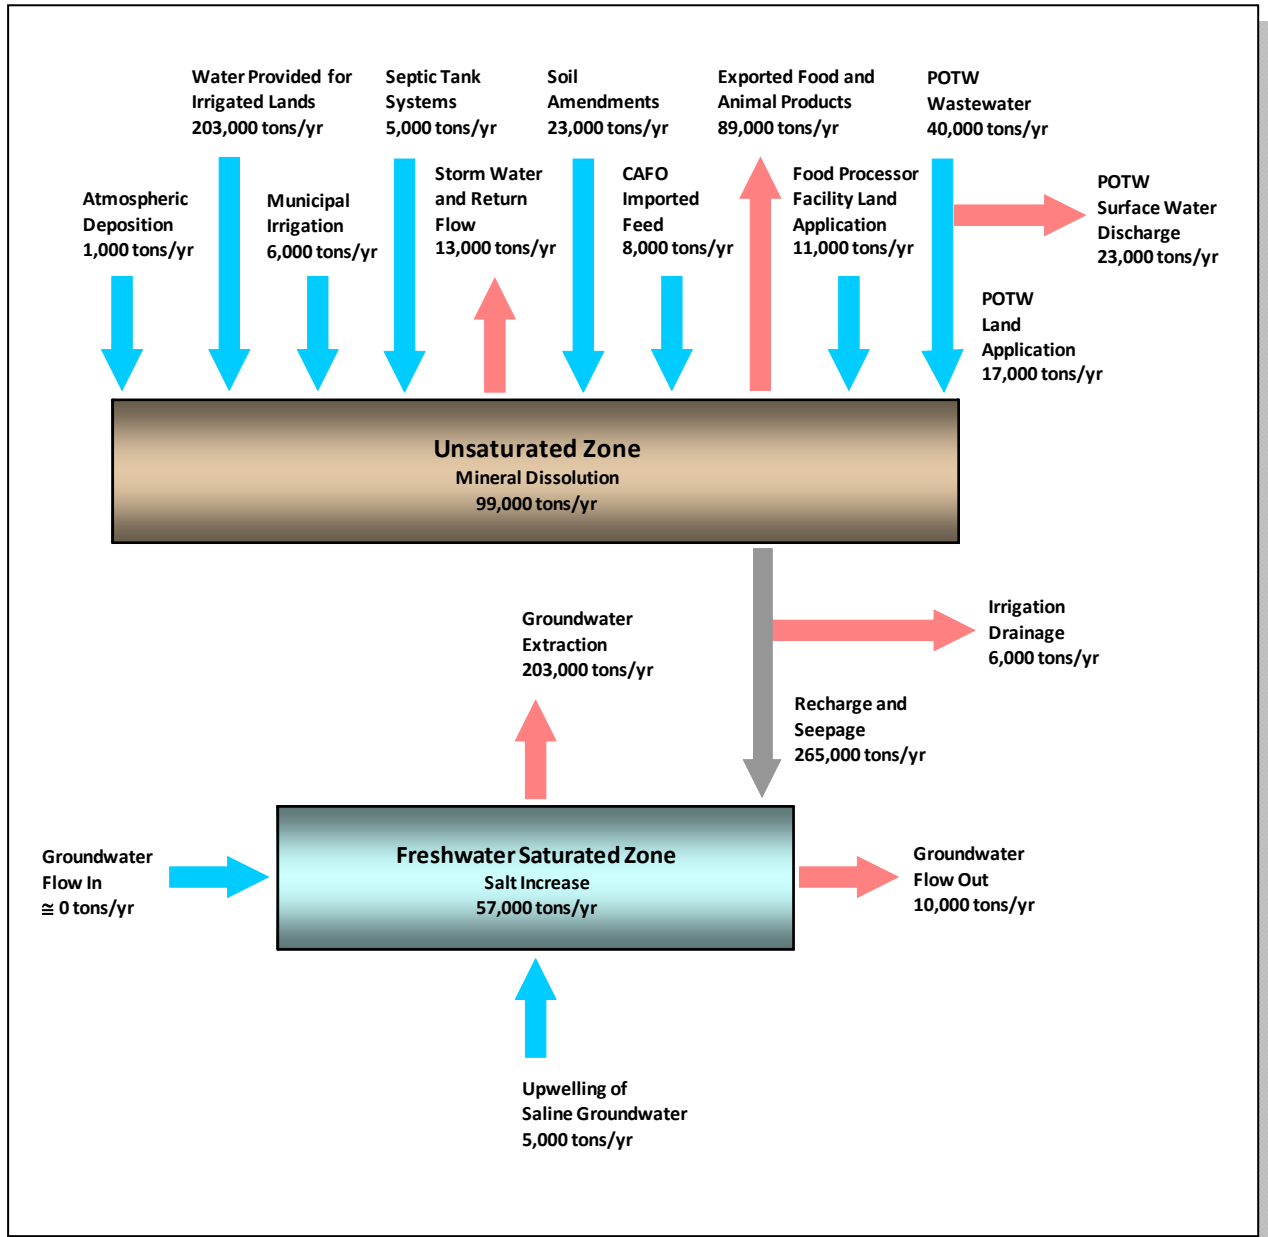 Water Provided for
Irrigated Lands
203,000 tons/yr
Septic Tank
Systems
5,000 tons/yr
Soil
Amendments
23,000 tons/yr
Exported Food and
Animal Products
89,000 tons/yr
POTW
Wastewater
40,000 tons/yr
Atmospheric
Deposition
1,000 tons/yr
Municipal
Irrigation
6,000 tons/yr
Storm Water
and Return
Flow
13,000 tons/yr
CAFO
Imported
Feed
8,000 tons/yr
Food Processor
Facility Land
Application
11,000 tons/yr
POTW
Surface Water
Discharge
23,000 tons/yr
POTW
Land
Application
17,000 tons/yr
Unsaturated Zone
Mineral Dissolution
99,000 tons/yr
Groundwater
Extraction
203,000 tons/yr
Irrigation
Drainage
6,000 tons/yr
Recharge and
Seepage
265,000 tons/yr
Groundwater
Flow In
≅ 0 tons/yr
Freshwater Saturated Zone
Salt Increase
57,000 tons/yr
Groundwater
Flow Out
10,000 tons/yr
Upwelling of
Saline Groundwater
5,000 tons/yr